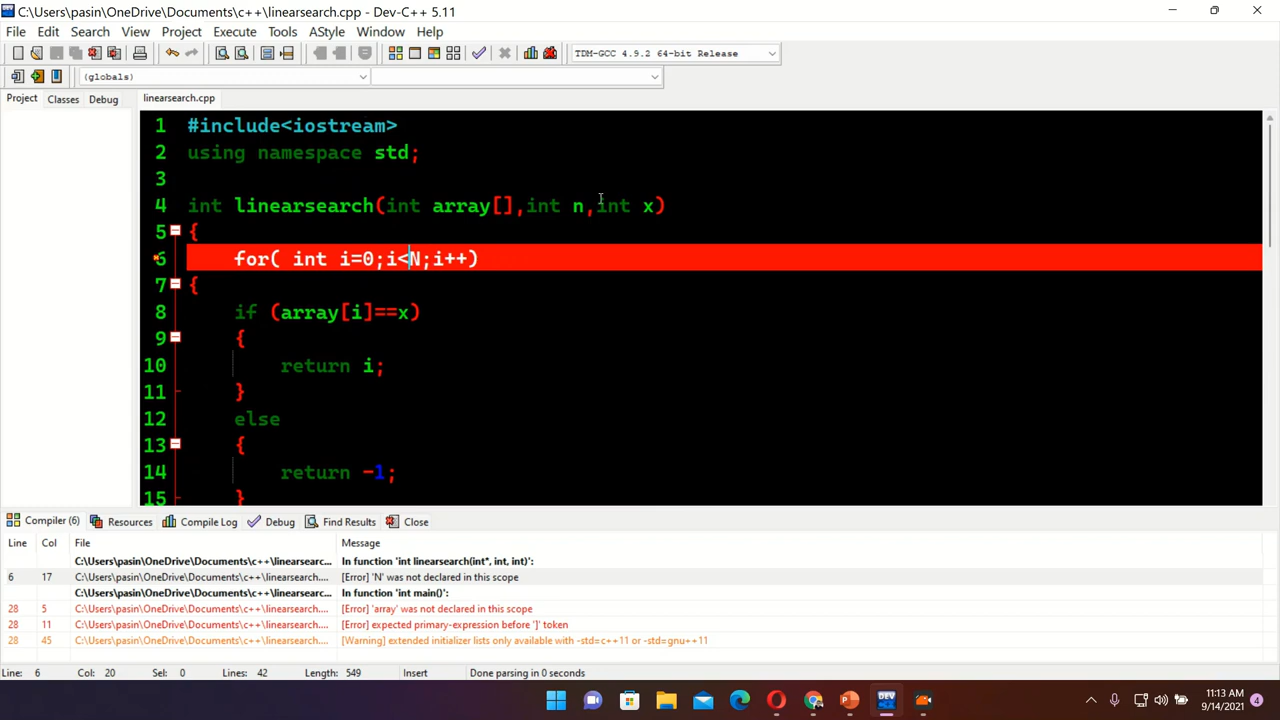 C:\Users\pasin\OneDrive\Documents\c++\linearsearch.cpp - Dev-C++ 5.11
File Edit Search View Project Execute Tools AStyle Window Help
TDM-GCC 4.9.2 64-bit Release
(globals)
Project Classes Debug
linearsearch.cpp
1 #include<iostream>
2 using namespace std;
3
4 int linearsearch(int array[],int n,int x)
5 {
6 for( int i=0;i<N;i++)
7 {
8 if (array[i]==x)
9 {
10 return i;
11 }
12 else
13 {
14 return -1;
15 }
Compiler (6) Resources Compile Log Debug Find Results Close
Line Col File Message
C:\Users\pasin\OneDrive\Documents\c++\linearsearc... In function 'int linearsearch(int*, int, int)':
6 17 C:\Users\pasin\OneDrive\Documents\c++\linearsearch.... [Error] 'N' was not declared in this scope
C:\Users\pasin\OneDrive\Documents\c++\linearsearc... In function 'int main()':
28 5 C:\Users\pasin\OneDrive\Documents\c++\linearsearch.... [Error] 'array' was not declared in this scope
28 11 C:\Users\pasin\OneDrive\Documents\c++\linearsearch.... [Error] expected primary-expression before ']' token
28 45 C:\Users\pasin\OneDrive\Documents\c++\linearsearch.... [Warning] extended initializer lists only available with -std=c++11 or -std=gnu++11
Line: 6 Col: 20 Sel: 0 Lines: 42 Length: 549 Insert Done parsing in 0 seconds
DEV
11:13 AM
9/14/2021
4